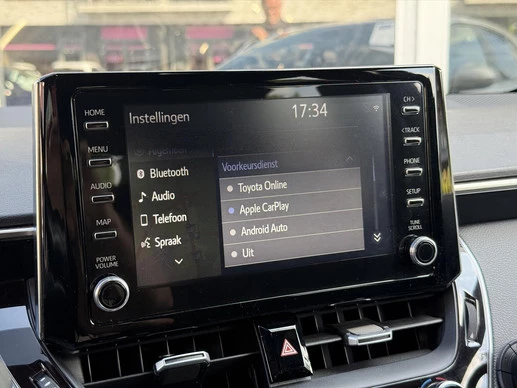 HOME
MENU
AUDIO
MAP
POWER
VOLUME
Instellingen
17:34
Bluetooth
Audio
Telefoon
Spraak
Voorkeursdienst
Toyota Online
Apple CarPlay
Android Auto
Uit
CH >
< TRACK
PHONE
SETUP
TUNE
SCROLL